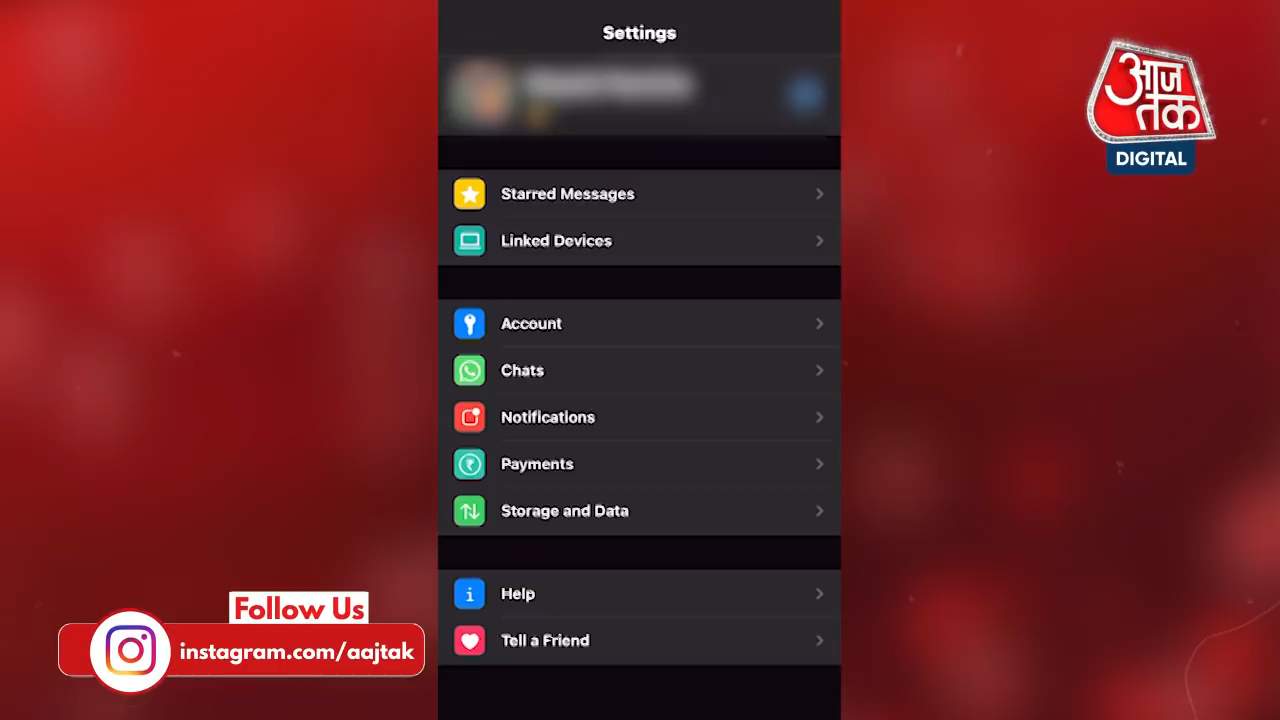 Settings
Starred Messages
Linked Devices
Account
Chats
Notifications
Payments
Storage and Data
Help
Tell a Friend
आज
तक
DIGITAL
Follow Us
instagram.com/aajtak